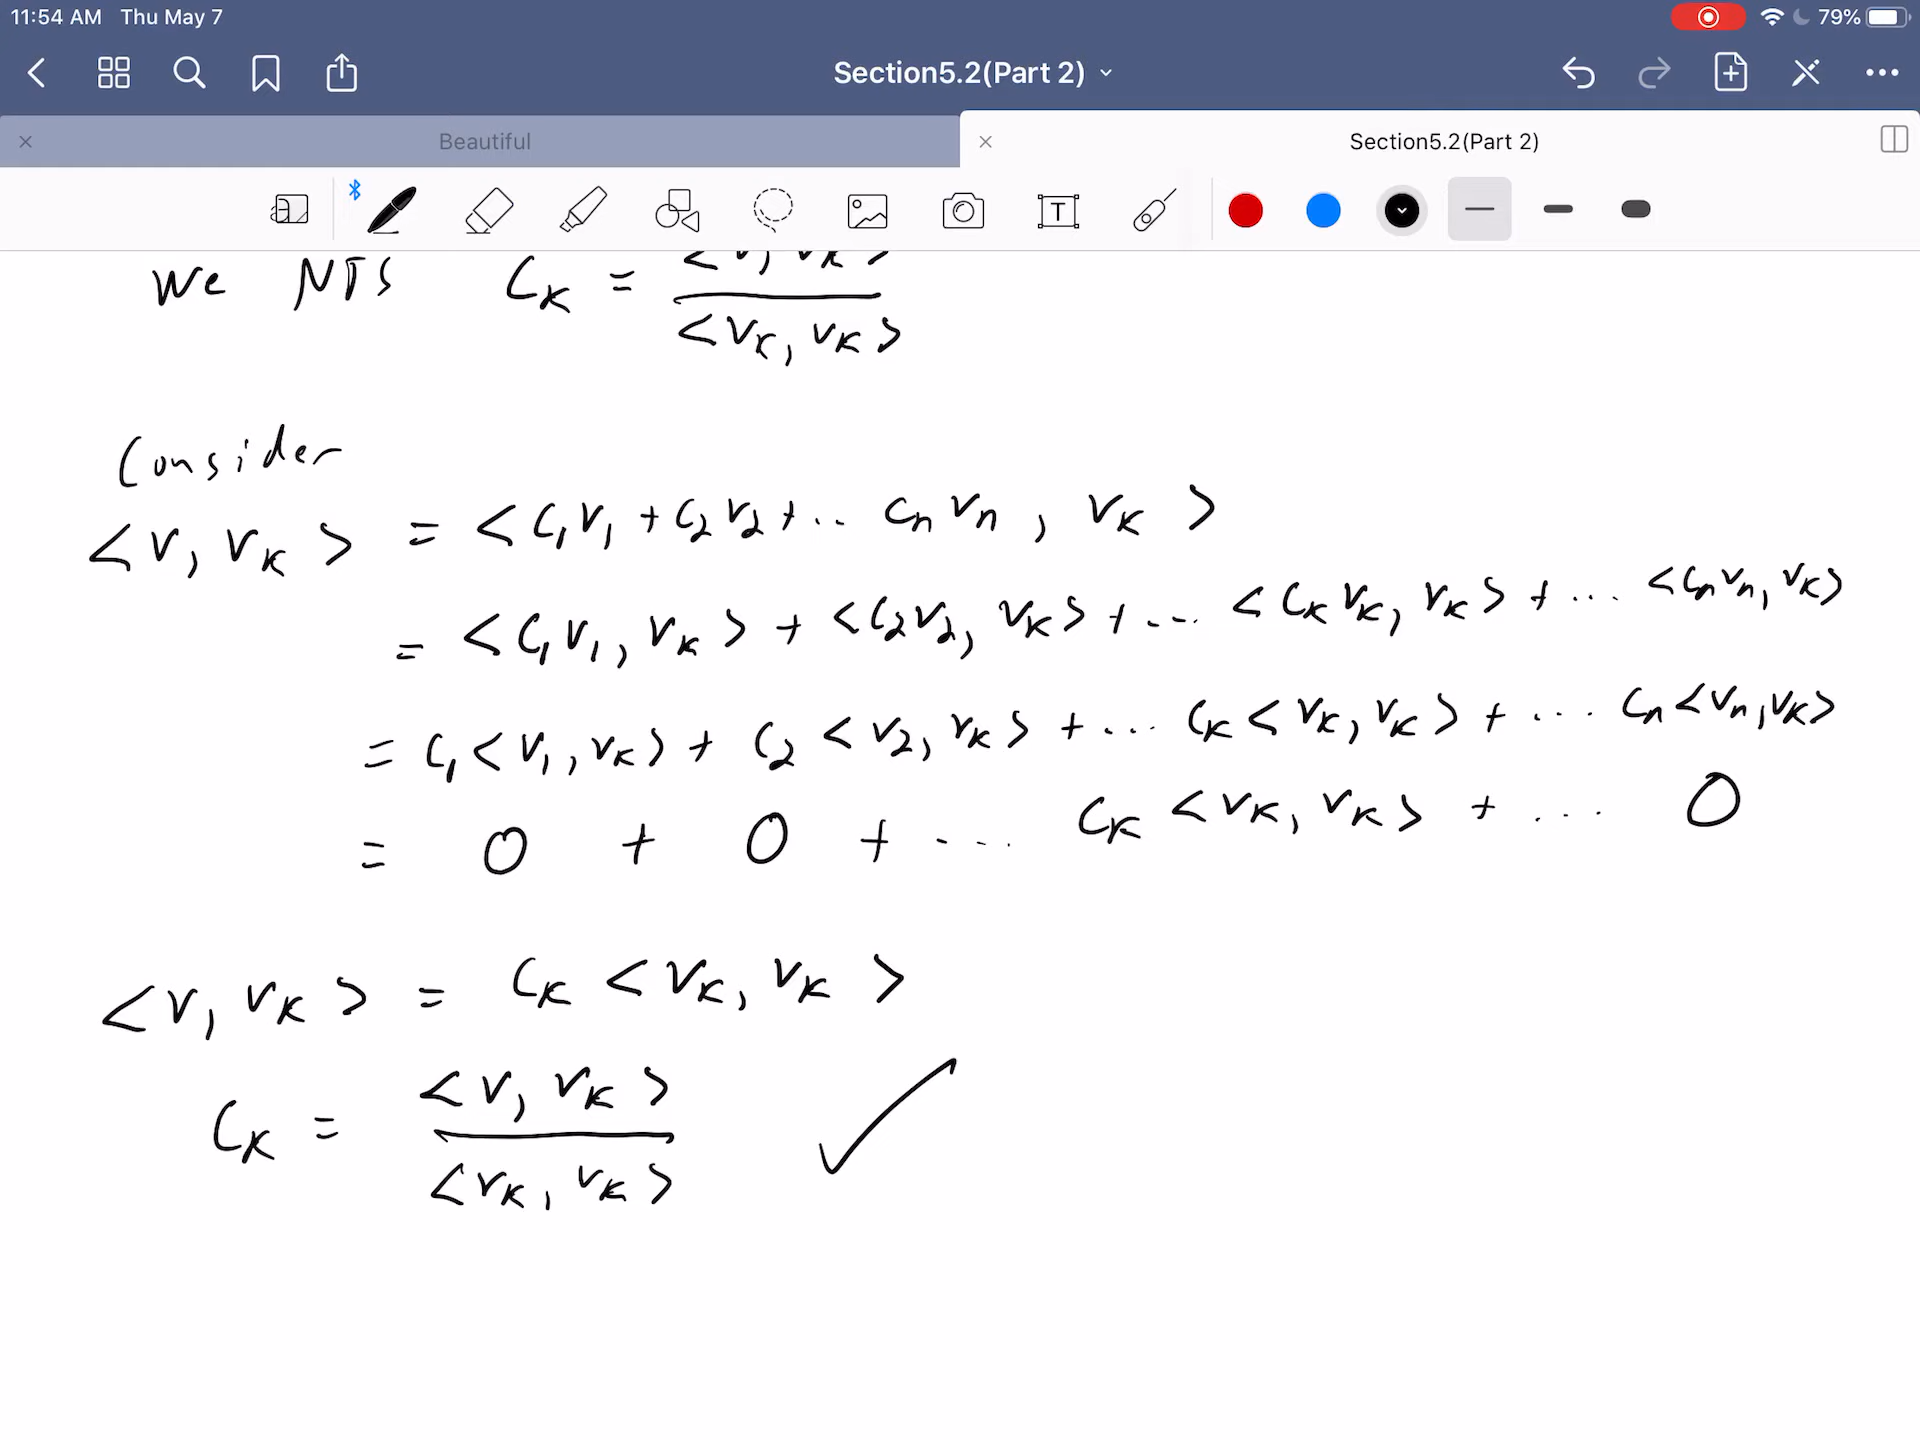 11:54 AM Thu May 7
79%
Section5.2(Part 2)
Beautiful
Section5.2(Part 2)
a
T
We NTS C_k = <v, v_k> / <v_k, v_k>
Consider
<v, v_k> = <c_1v_1 + c_2v_2 + .. c_nv_n, v_k>
= <c_1v_1, v_k> + <c_2v_2, v_k> + ... <c_kv_k, v_k> + ... <c_nv_n, v_k>
= c_1<v_1, v_k> + c_2<v_2, v_k> + ... c_k<v_k, v_k> + ... c_n<v_n, v_k>
= 0 + 0 + ... c_k<v_k, v_k> + ... 0
<v, v_k> = c_k<v_k, v_k>
c_k = <v, v_k> / <v_k, v_k> ✓